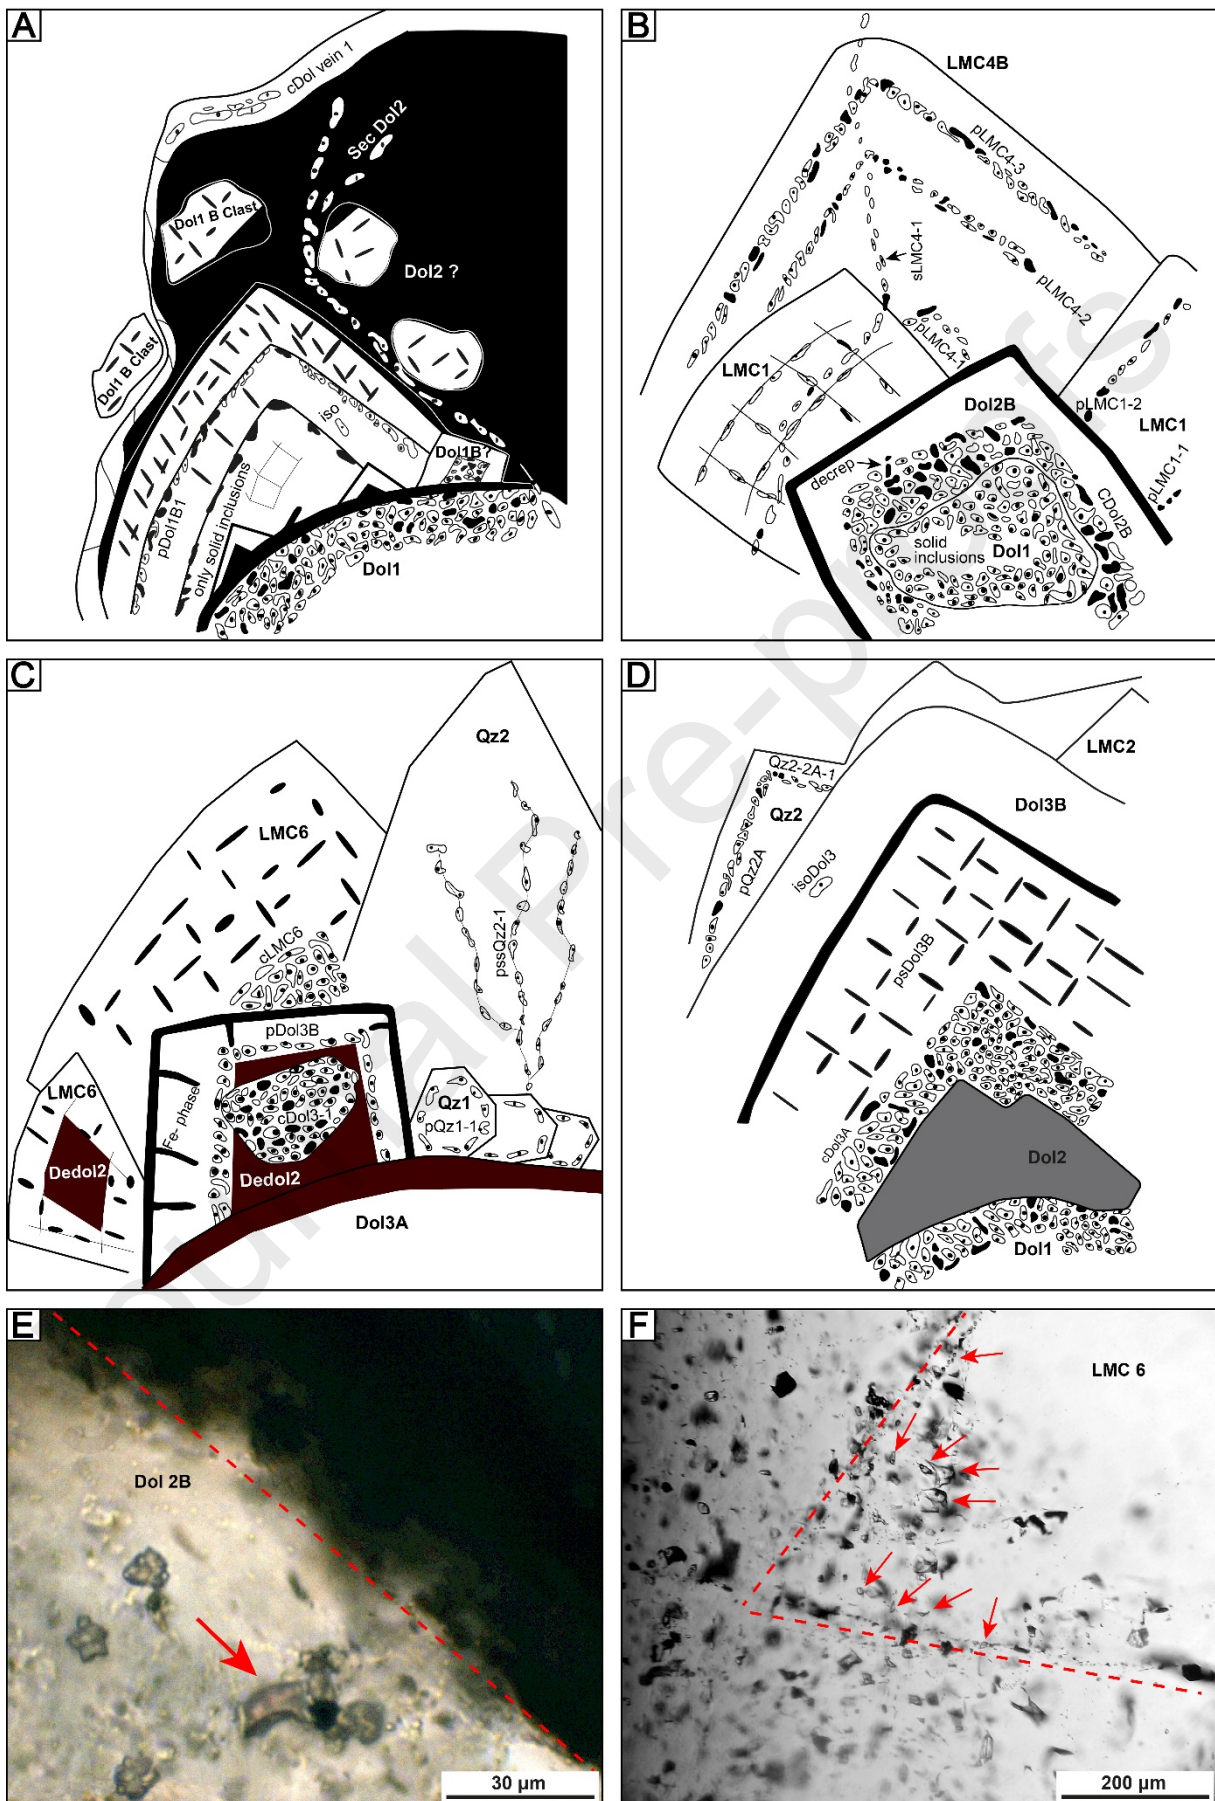 A
cDol vein 1
Sec Dol2
Dol1 B Clast
Dol2 ?
Dol1 B Clast
iso
Dol1B?
pDol1B1
only solid inclusions
Dol1
B
LMC4B
pLMC4-3
sLMC4-1
pLMC4-2
pLMC4-1
LMC1
pLMC1-2
LMC1
Dol2B
decrep
pLMC1-1
CDol2B
solid
inclusions
Dol1
C
Qz2
LMC6
pssQz2-1
cLMC6
pDol3B
LMC6
Fe- phase
Qz1
cDol3-1
pQz1-1
Dedol2
Dedol2
Dol3A
D
LMC2
Qz2-2A-1
Dol3B
Qz2
pQz2A
isoDol3
psDol3B
cDol3A
Dol2
Dol1
E
Dol 2B
30 µm
F
LMC 6
200 µm
Journal Pre-proofs